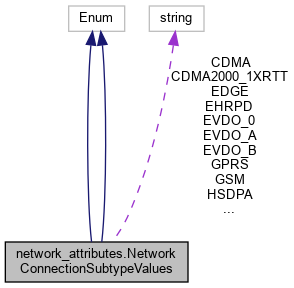 Enum
string
CDMA
CDMA2000_1XRTT
EDGE
EHRPD
EVDO_0
EVDO_A
EVDO_B
GPRS
GSM
HSDPA
...
network_attributes.Network
ConnectionSubtypeValues